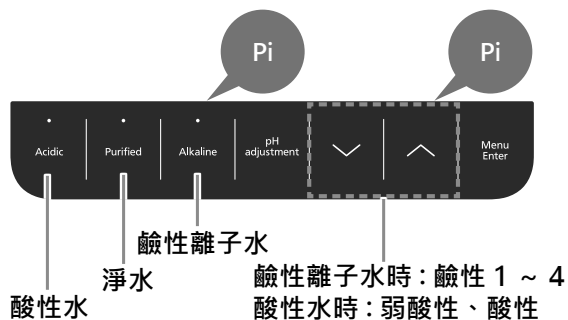 Pi
Pi
Acidic
Purified
Alkaline
pH
adjustment
Menu
Enter
鹼性離子水
淨水
酸性水
鹼性離子水時：鹼性 1 ～ 4
酸性水時：弱酸性、酸性